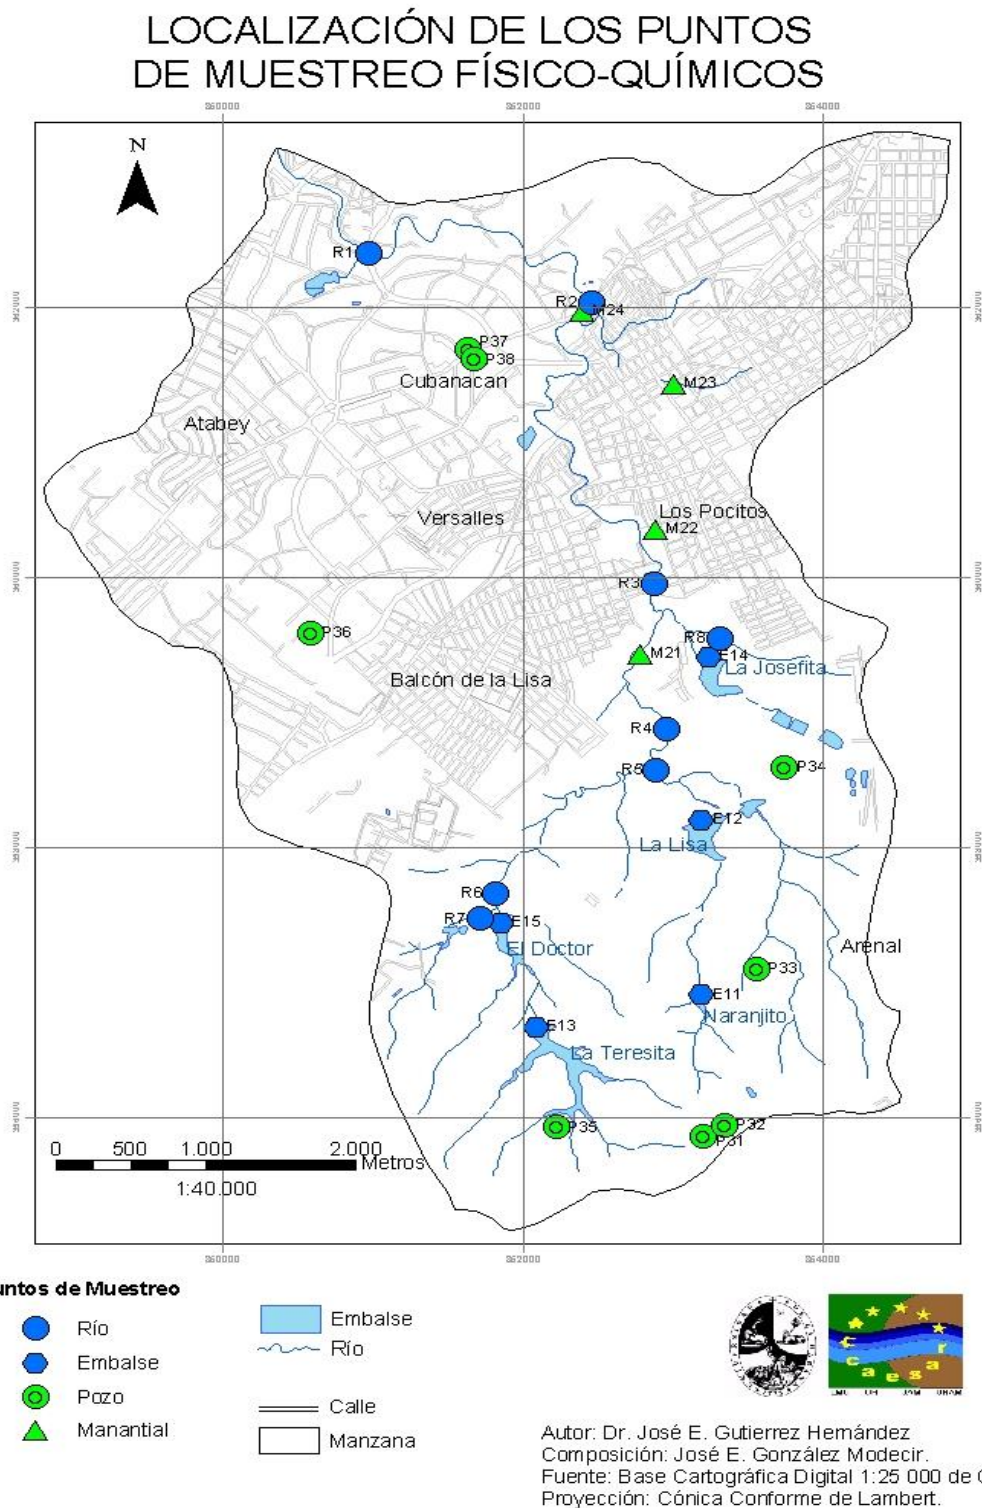 LOCALIZACIÓN DE LOS PUNTOS
DE MUESTREO FÍSICO-QUÍMICOS
N
R1
R2
M24
P37
P38
Cubanacan
M23
Atabey
Versalles
Los Pocitos
M22
R3
P36
R8
M21
E14
La Josefita
Balcón de la Lisa
R4
R5
P34
E12
La Lisa
R6
R7
E15
El Doctor
Arenal
P33
E11
Naranjito
E13
La Teresita
P35
P32
P31
0 500 1.000 2.000
Metros
1:40.000
untos de Muestreo
Río
Embalse
Pozo
Manantial
Embalse
Río
Calle
Manzana
c a e s a r
Autor: Dr. José E. Gutierrez Hernández
Composición: José E. González Modecir.
Fuente: Base Cartográfica Digital 1:25 000 de
Proyección: Cónica Conforme de Lambert.